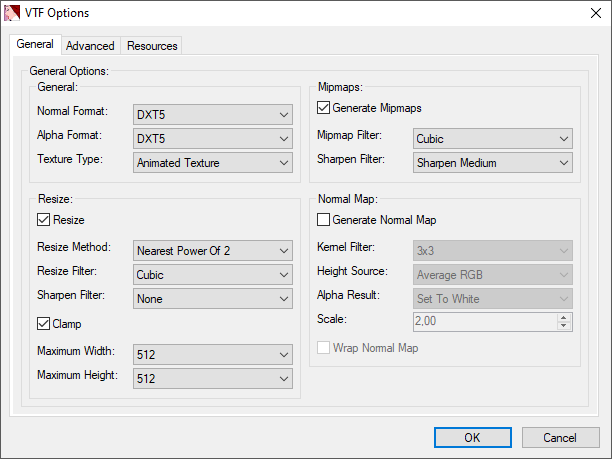 VTF Options
General Advanced Resources
General Options:
General:
Normal Format: DXT5
Alpha Format: DXT5
Texture Type: Animated Texture
Mipmaps:
Generate Mipmaps
Mipmap Filter: Cubic
Sharpen Filter: Sharpen Medium
Resize:
Resize
Resize Method: Nearest Power Of 2
Resize Filter: Cubic
Sharpen Filter: None
Clamp
Maximum Width: 512
Maximum Height: 512
Normal Map:
Generate Normal Map
Kernel Filter: 3x3
Height Source: Average RGB
Alpha Result: Set To White
Scale: 2,00
Wrap Normal Map
OK Cancel